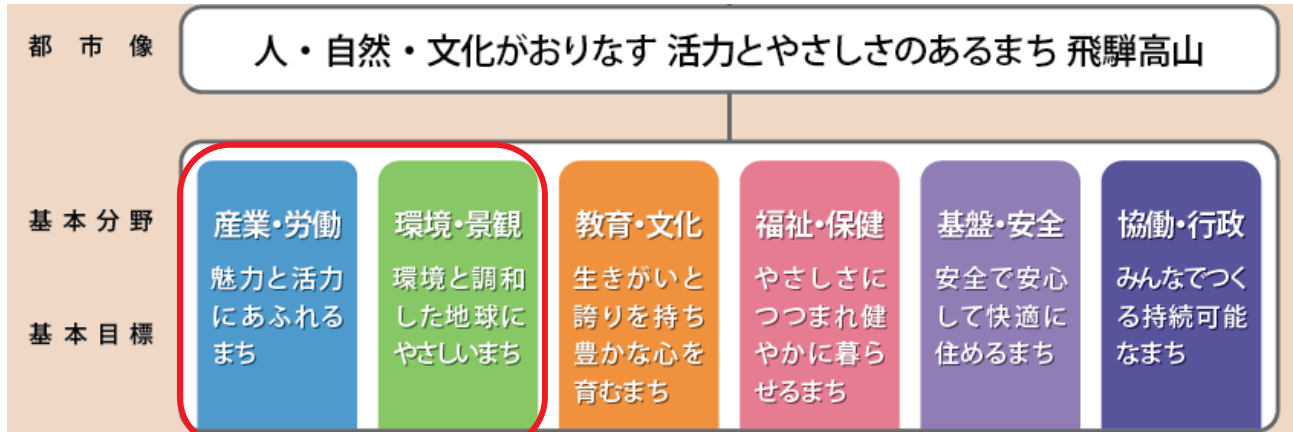 都市像
人・自然・文化がおりなす 活力とやさしさのあるまち 飛騨高山
基本分野
産業・労働
環境・景観
教育・文化
福祉・保健
基盤・安全
協働・行政
基本目標
魅力と活力
にあふれる
まち
環境と調和
した地球に
やさしいまち
生きがいと
誇りを持ち
豊かな心を
育むまち
やさしさに
つつまれ健
やかに暮ら
せるまち
安全で安心
して快適に
住めるまち
みんなでつく
る持続可能
なまち